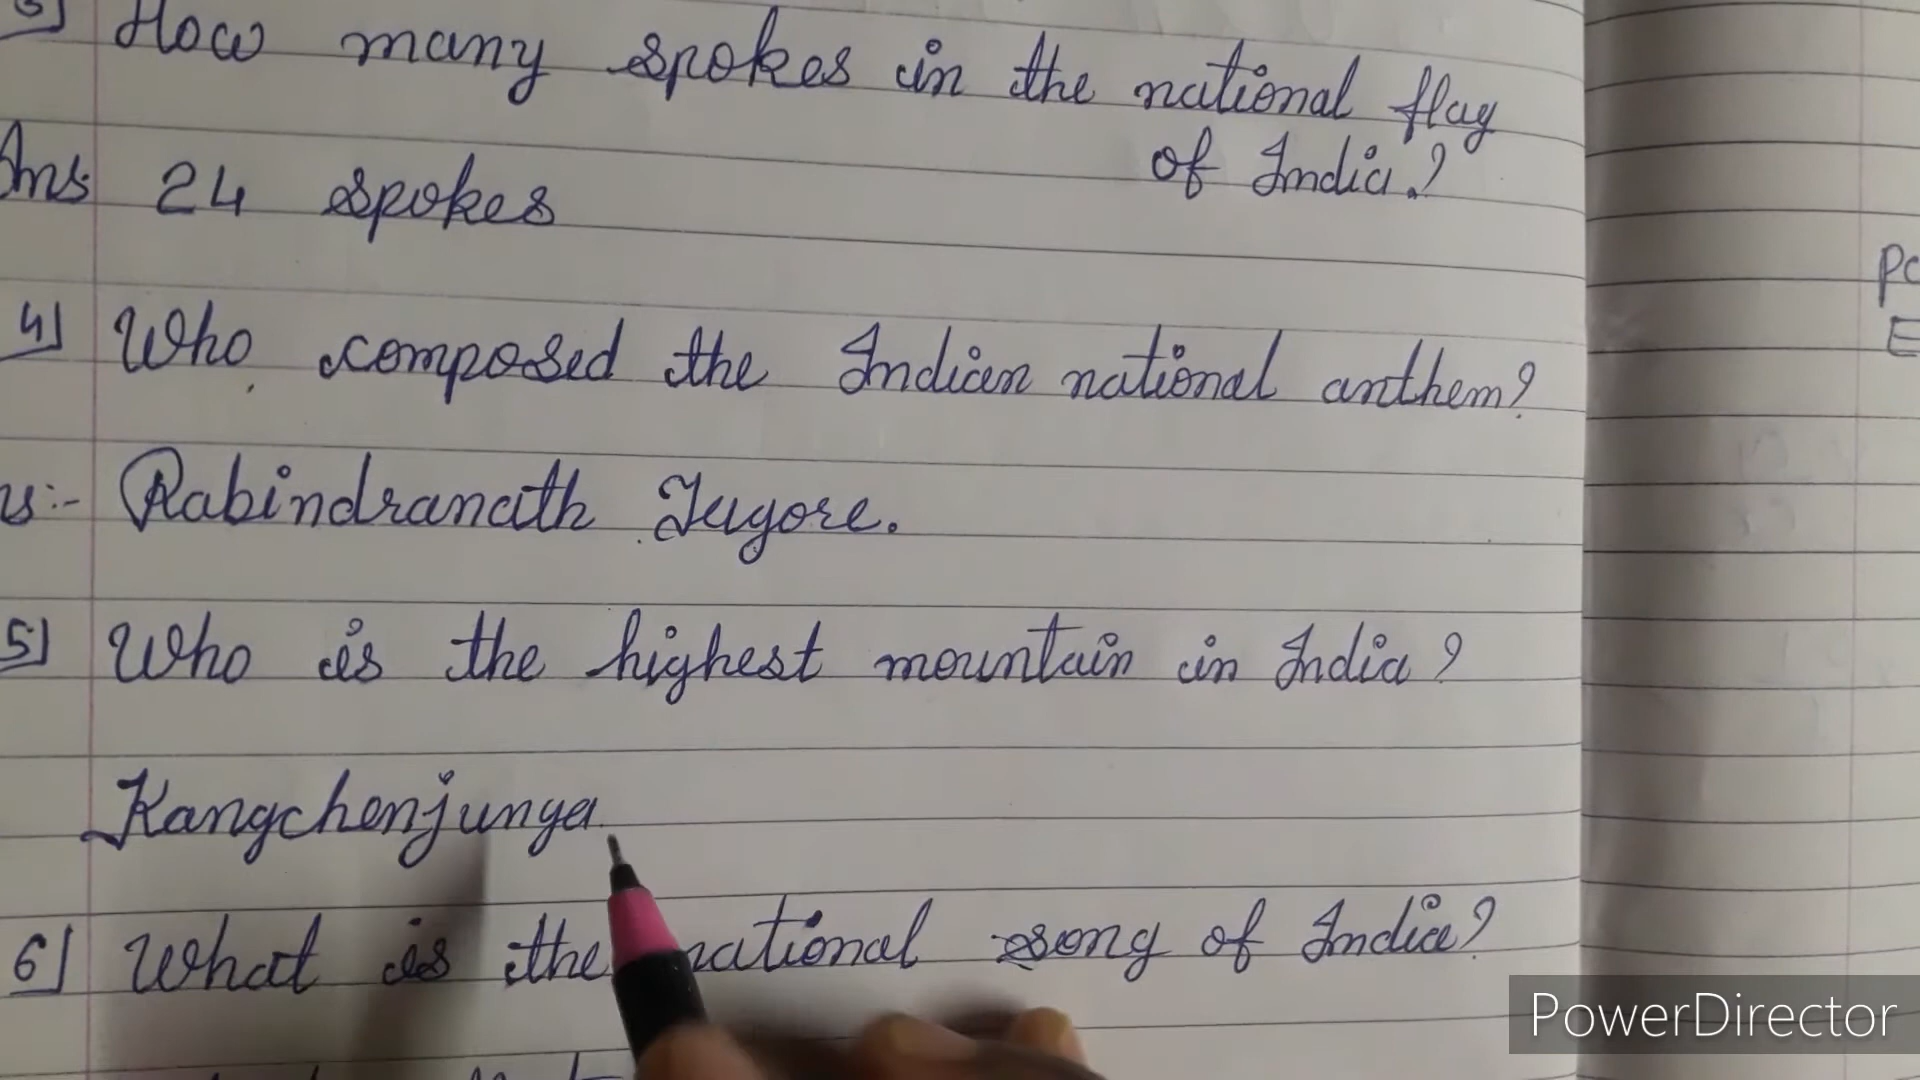 3] How many spokes in the national flag
of India?
Ans 24 spokes
4] Who composed the Indian national anthem?
:- Rabindranath Tagore.
5] Who is the highest mountain in India?
Kangchenjunga
6] What is the national song of India?
PowerDirector